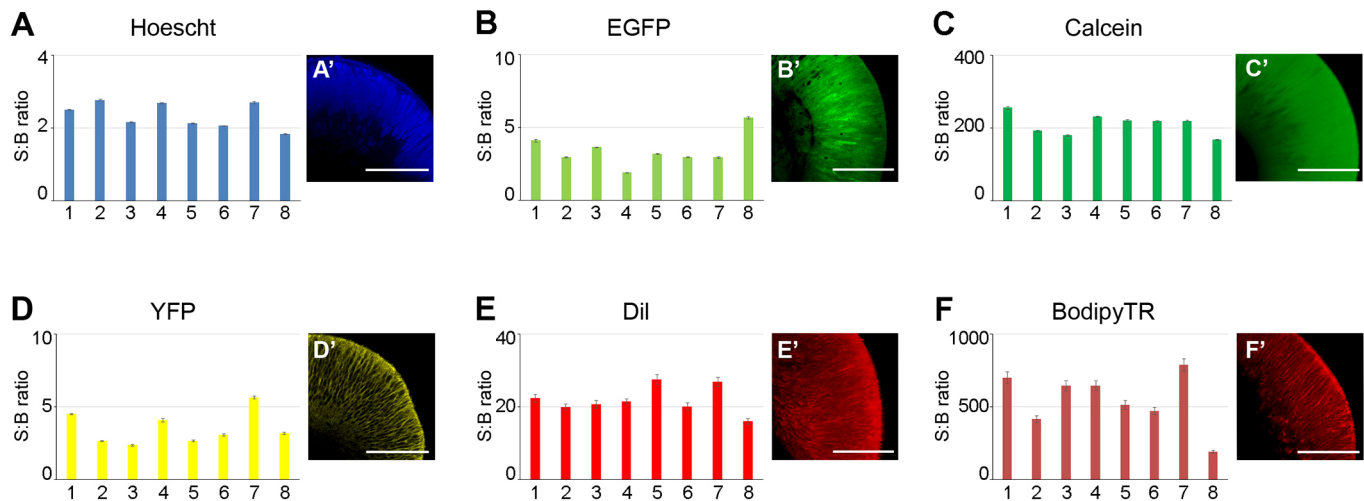 A Hoescht
S:B ratio
4
2
0
1 2 3 4 5 6 7 8
A'
B EGFP
S:B ratio
10
5
0
1 2 3 4 5 6 7 8
B'
C Calcein
S:B ratio
400
200
0
1 2 3 4 5 6 7 8
C'
D YFP
S:B ratio
10
5
0
1 2 3 4 5 6 7 8
D'
E DiI
S:B ratio
40
20
0
1 2 3 4 5 6 7 8
E'
F BodipyTR
S:B ratio
1000
500
0
1 2 3 4 5 6 7 8
F'